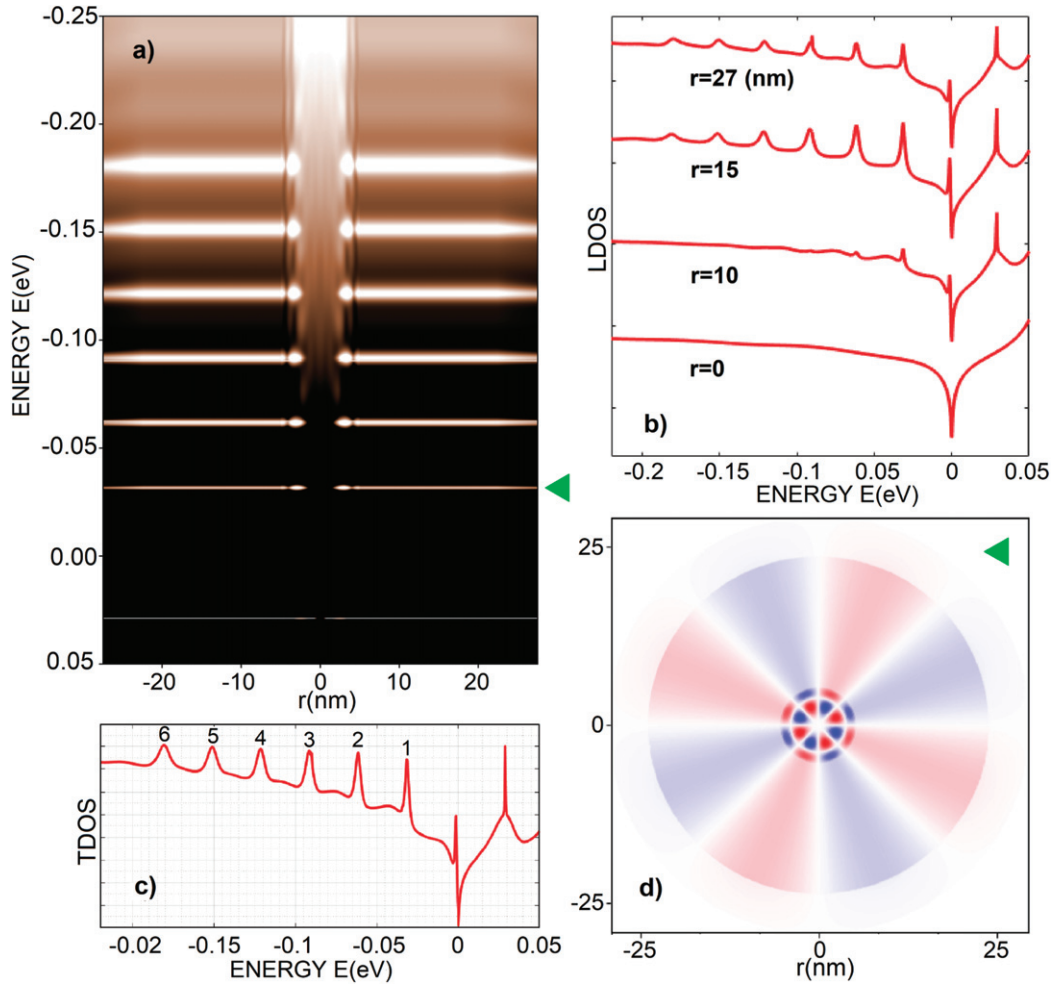 a)
-0.25
-0.20
-0.15
-0.10
-0.05
0.00
0.05
ENERGY E(eV)
-20
-10
0
10
20
r(nm)
b)
r=27 (nm)
r=15
r=10
r=0
LDOS
-0.2
-0.15
-0.1
0.05
0
0.05
ENERGY E(eV)
c)
6
5
4
3
2
1
TDOS
-0.02
-0.15
-0.1
-0.05
0
0.05
ENERGY E(eV)
d)
25
0
-25
-25
0
25
r(nm)